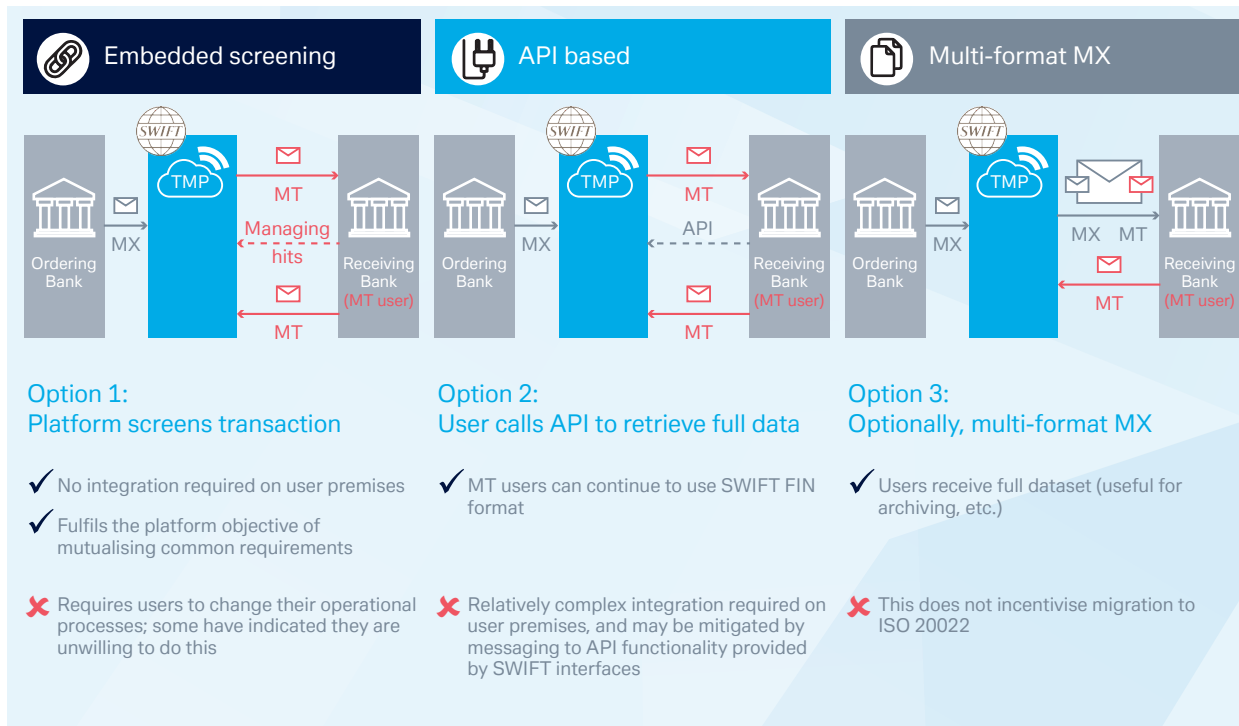 Embedded screening
SWIFT
TMP
MT
MX
Managing
hits
Ordering
Bank
Receiving
Bank
(MT user)
MT
Option 1:
Platform screens transaction
No integration required on user premises
Fulfils the platform objective of
mutualising common requirements
Requires users to change their operational
processes; some have indicated they are
unwilling to do this
API based
SWIFT
TMP
MT
MX
API
Ordering
Bank
Receiving
Bank
(MT user)
MT
Option 2:
User calls API to retrieve full data
MT users can continue to use SWIFT FIN
format
Relatively complex integration required on
user premises, and may be mitigated by
messaging to API functionality provided
by SWIFT interfaces
Multi-format MX
SWIFT
TMP
MX
MX MT
Ordering
Bank
Receiving
Bank
(MT user)
MT
Option 3:
Optionally, multi-format MX
Users receive full dataset (useful for
archiving, etc.)
This does not incentivise migration to
ISO 20022